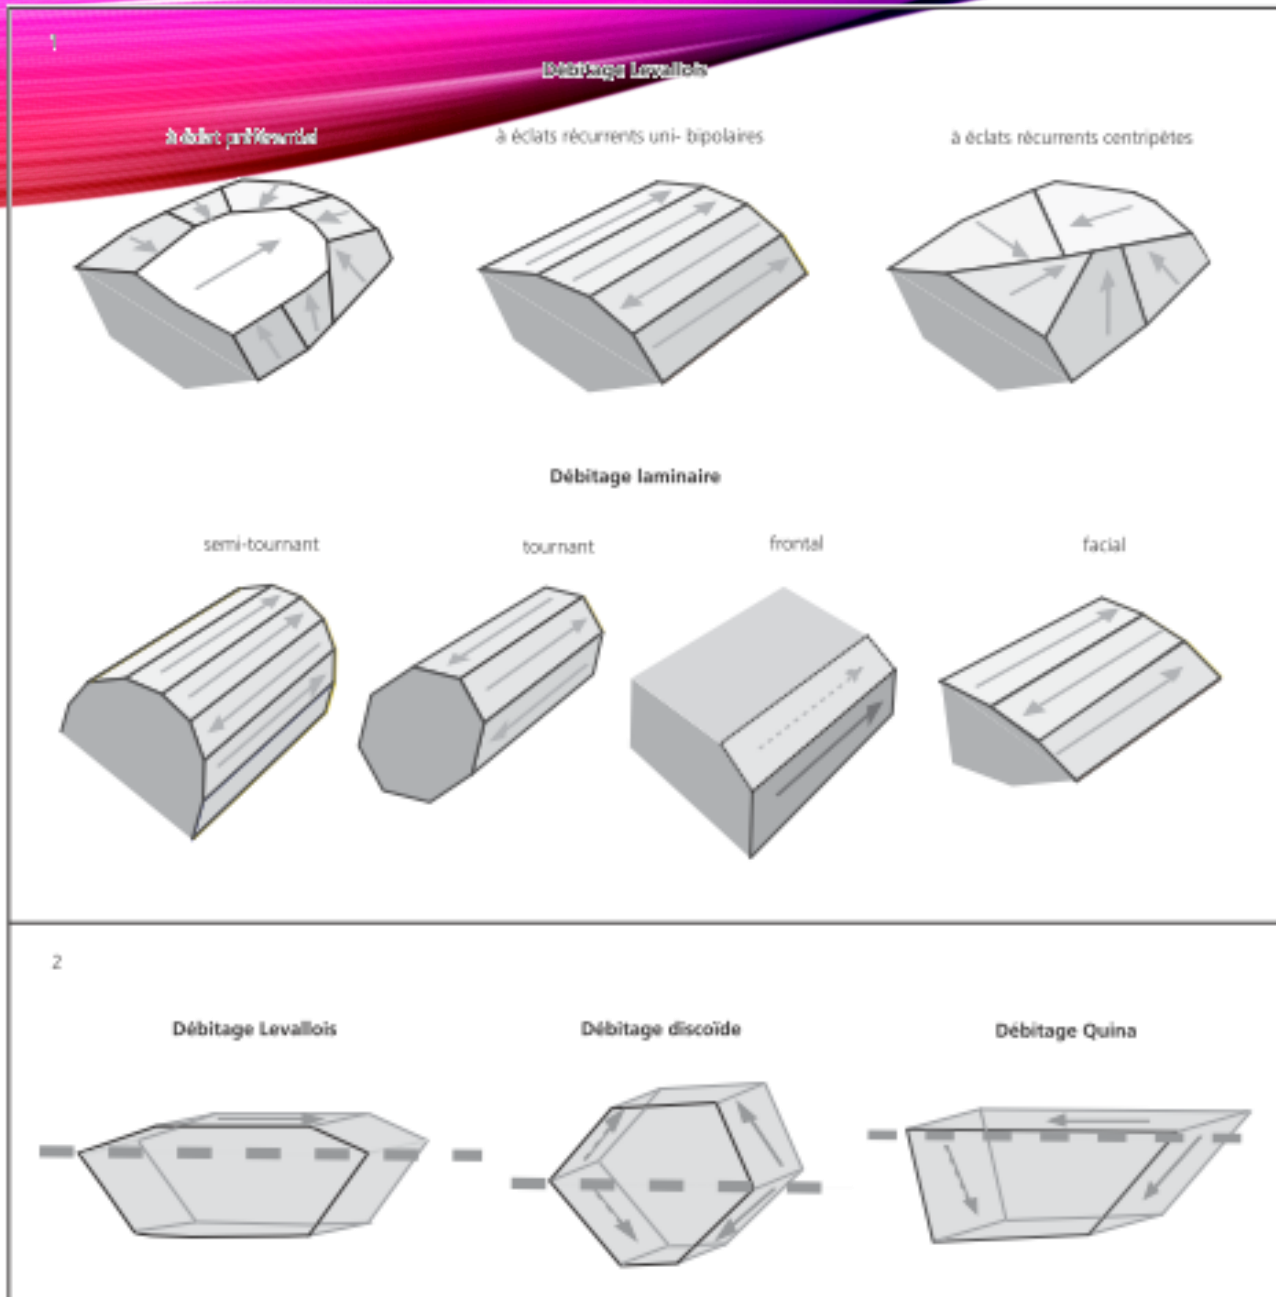 1
Débitage Levallois
à éclat préférentiel
à éclats récurrents uni- bipolaires
à éclats récurrents centripètes
Débitage laminaire
semi-tournant
tournant
frontal
facial
2
Débitage Levallois
Débitage discoïde
Débitage Quina